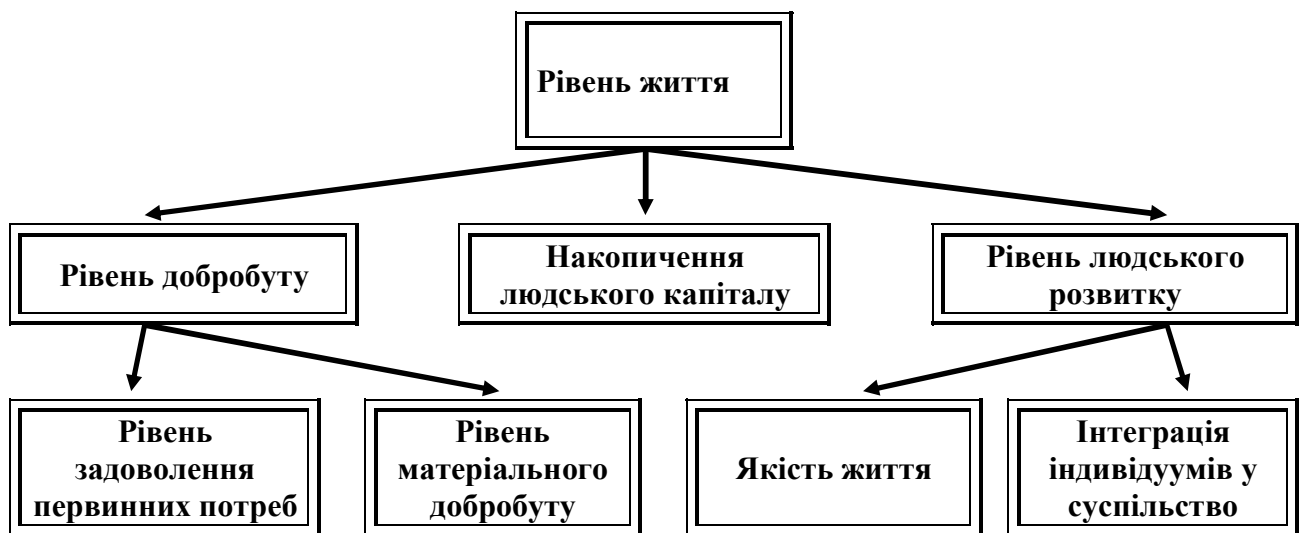 Рівень життя
Рівень добробуту
Накопичення
людського капіталу
Рівень людського
розвитку
Рівень
задоволення
первинних потреб
Рівень
матеріального
добробуту
Якість життя
Інтеграція
індивідуумів у
суспільство